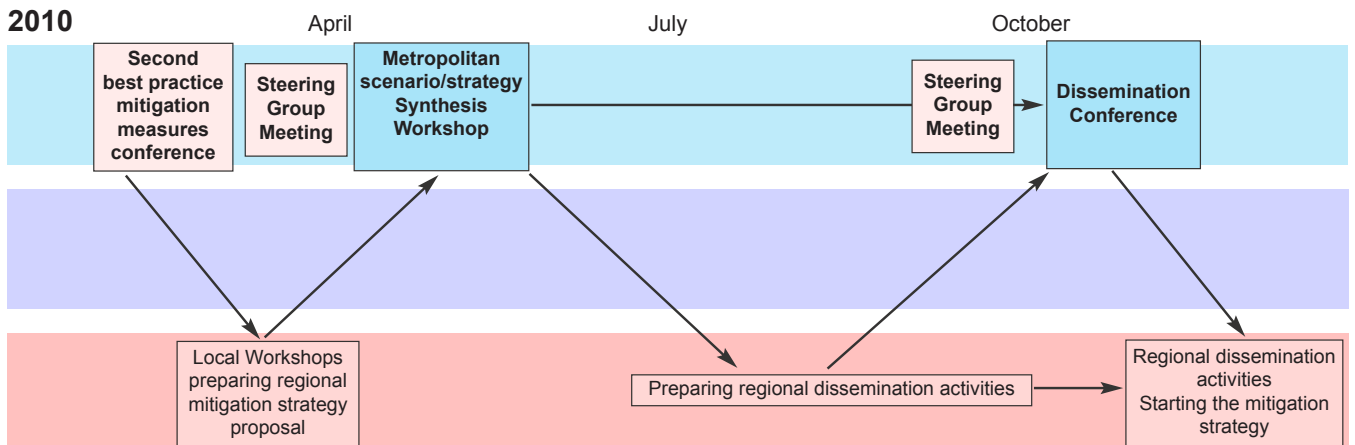 2010
April
July
October
Second
best practice
mitigation
measures
conference
Steering
Group
Meeting
Metropolitan
scenario/strategy
Synthesis
Workshop
Steering
Group
Meeting
Dissemination
Conference
Local Workshops
preparing regional
mitigation strategy
proposal
Preparing regional dissemination activities
Regional dissemination
activities
Starting the mitigation
strategy